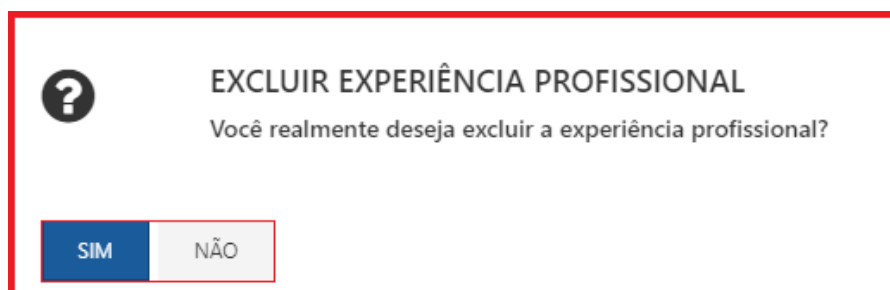 EXCLUIR EXPERIÊNCIA PROFISSIONAL
Você realmente deseja excluir a experiência profissional?
SIM NÃO